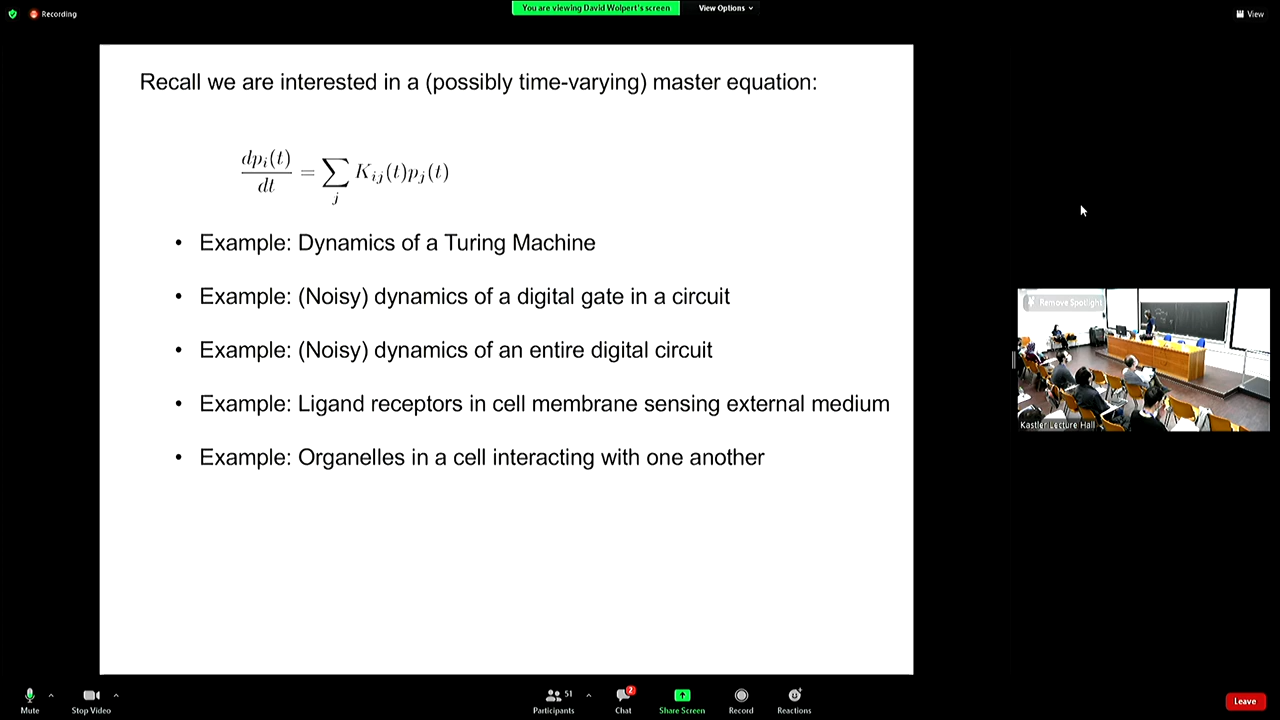 Recording
You are viewing David Wolpert's screen
View Options
View
Recall we are interested in a (possibly time-varying) master equation:
dp_i(t)/dt = ∑_j K_{ij}(t)p_j(t)
• Example: Dynamics of a Turing Machine
• Example: (Noisy) dynamics of a digital gate in a circuit
• Example: (Noisy) dynamics of an entire digital circuit
• Example: Ligand receptors in cell membrane sensing external medium
• Example: Organelles in a cell interacting with one another
Remove Spotlight
Kastler Lecture Hall
51
2
Mute
Stop Video
Participants
Chat
Share Screen
Record
Reactions
Leave